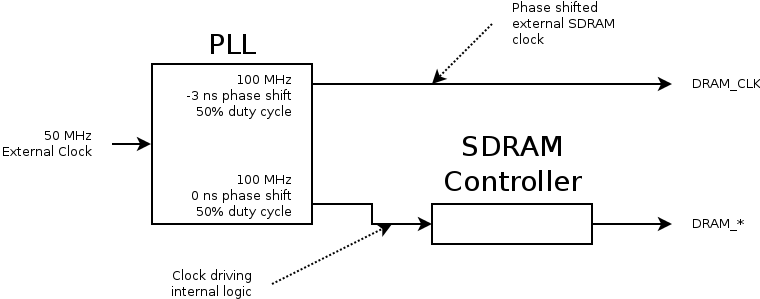 Phase shifted
external SDRAM
clock
PLL
100 MHz
-3 ns phase shift
50% duty cycle
DRAM_CLK
50 MHz
External Clock
SDRAM
Controller
100 MHz
0 ns phase shift
50% duty cycle
DRAM_*
Clock driving
internal logic